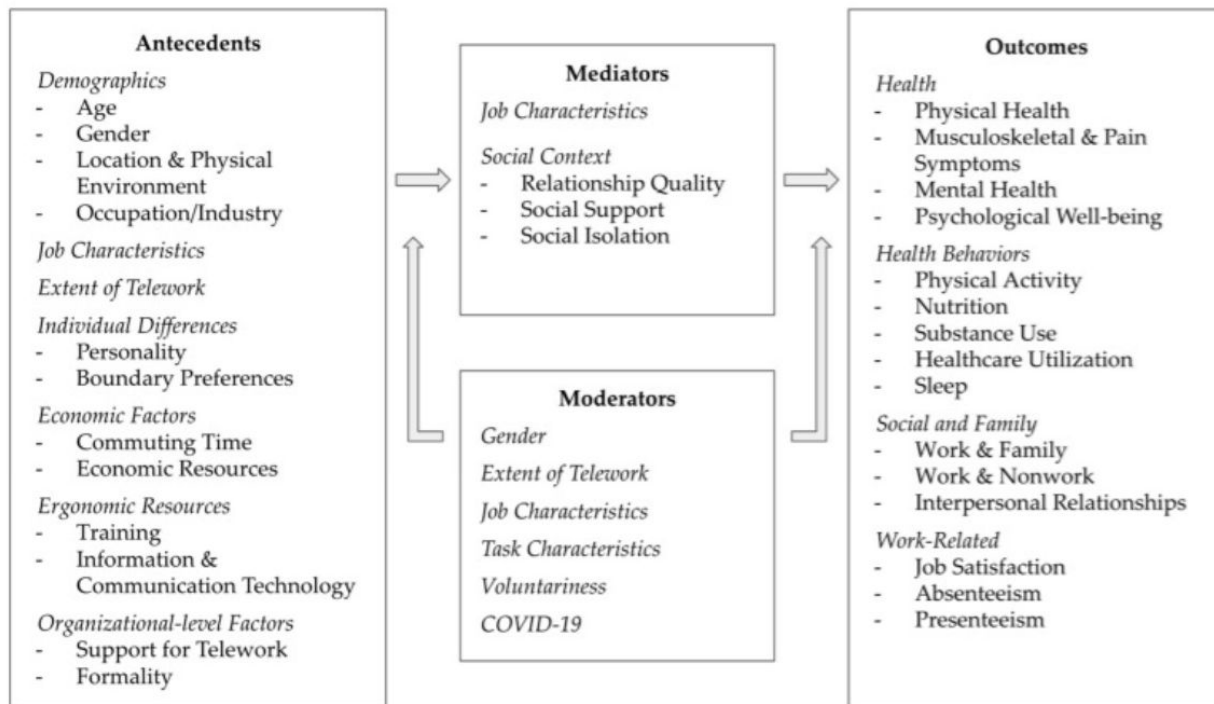 Antecedents
Demographics
- Age
- Gender
- Location & Physical
Environment
- Occupation/Industry
Job Characteristics
Extent of Telework
Individual Differences
- Personality
- Boundary Preferences
Economic Factors
- Commuting Time
- Economic Resources
Ergonomic Resources
- Training
- Information &
Communication Technology
Organizational-level Factors
- Support for Telework
- Formality
Mediators
Job Characteristics
Social Context
- Relationship Quality
- Social Support
- Social Isolation
Moderators
Gender
Extent of Telework
Job Characteristics
Task Characteristics
Voluntariness
COVID-19
Outcomes
Health
- Physical Health
- Musculoskeletal & Pain
Symptoms
- Mental Health
- Psychological Well-being
Health Behaviors
- Physical Activity
- Nutrition
- Substance Use
- Healthcare Utilization
- Sleep
Social and Family
- Work & Family
- Work & Nonwork
- Interpersonal Relationships
Work-Related
- Job Satisfaction
- Absenteeism
- Presenteeism